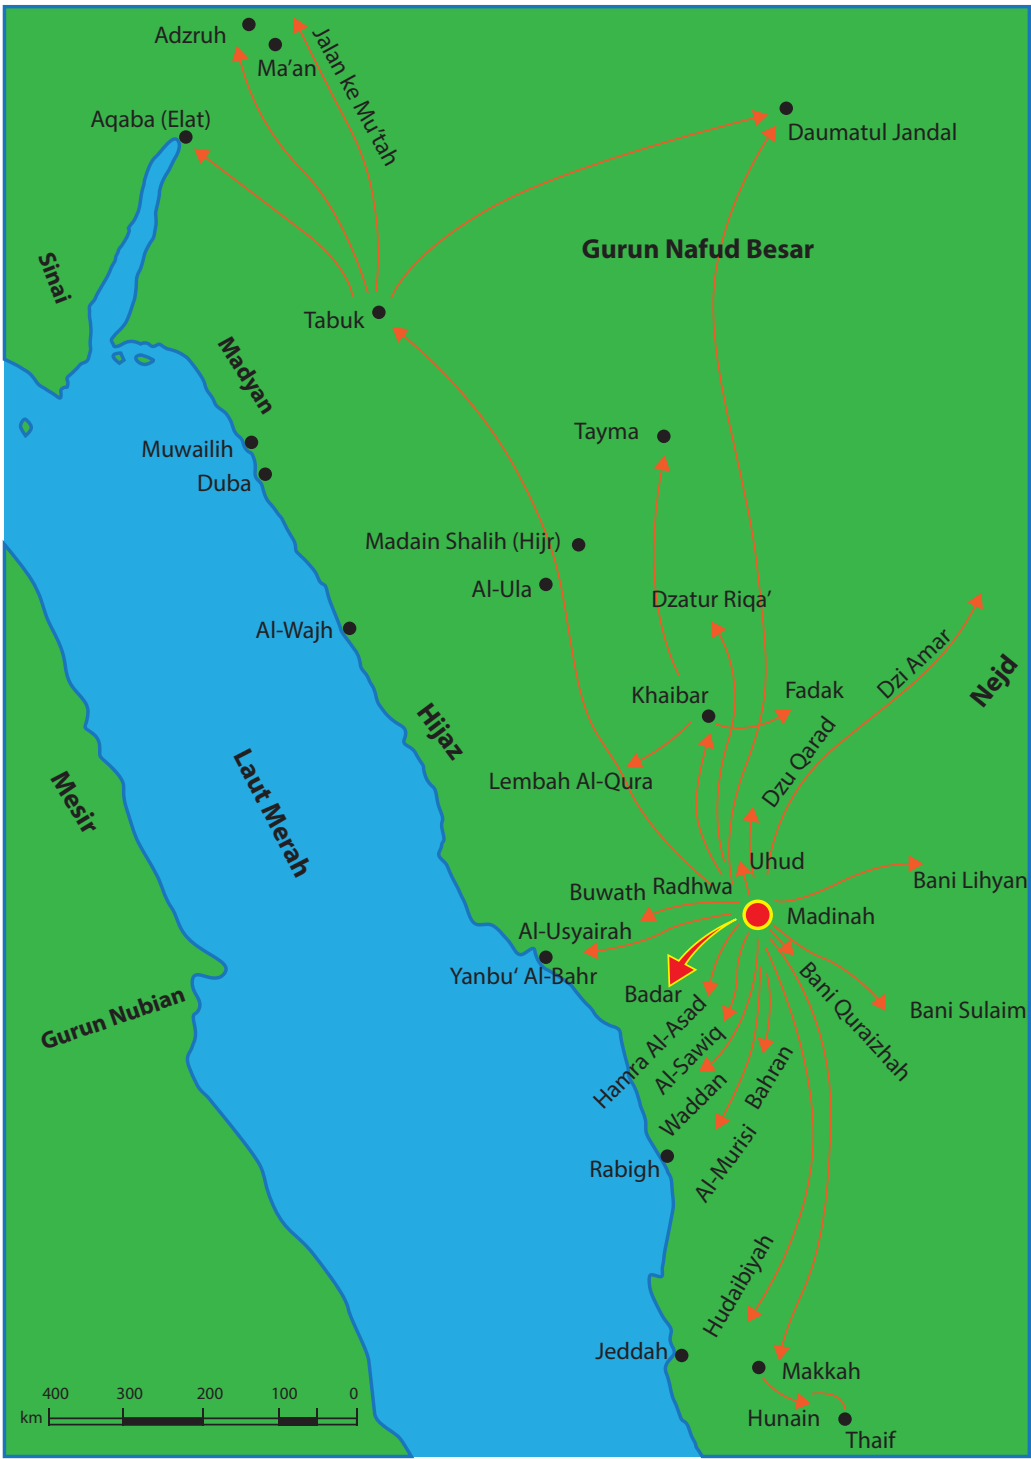 Adzruh
Ma'an
Jalan ke Mu'tah
Aqaba (Elat)
Daumatul Jandal
Gurun Nafud Besar
Sinai
Tabuk
Madyan
Tayma
Muwailih
Duba
Madain Shalih (Hijr)
Al-Ula
Dzatur Riqa'
Al-Wajh
Dzi Amar
Nejd
Khaibar
Fadak
Hijaz
Dzu Qarad
Lembah Al-Qura
Laut Merah
Mesir
Uhud
Bani Lihyan
Radhwa
Buwath
Madinah
Al-Usyairah
Yanbu‘ Al-Bahr
Badar
Bani Quraizhah
Bani Sulaim
Gurun Nubian
Hamra Al-Asad
Al-Sawiq
Waddan
Bahran
Al-Murisi
Rabigh
Hudaibiyah
Jeddah
Makkah
Hunain
Thaif
400 300 200 100 0
km